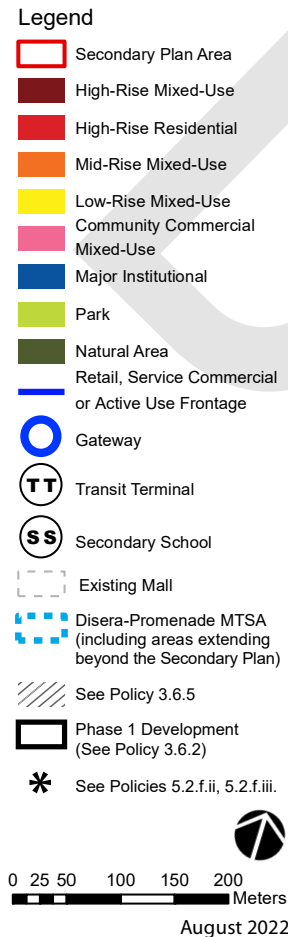 Legend
Secondary Plan Area
High-Rise Mixed-Use
High-Rise Residential
Mid-Rise Mixed-Use
Low-Rise Mixed-Use
Community Commercial
Mixed-Use
Major Institutional
Park
Natural Area
Retail, Service Commercial
or Active Use Frontage
Gateway
TT Transit Terminal
SS Secondary School
Existing Mall
Disera-Promenade MTSA
(including areas extending
beyond the Secondary Plan)
See Policy 3.6.5
Phase 1 Development
(See Policy 3.6.2)
* See Policies 5.2.f.ii, 5.2.f.iii.
0 25 50 100 150 200
Meters
August 2022